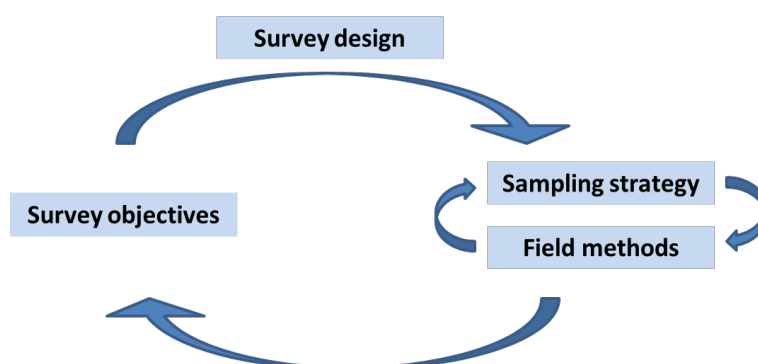 Survey design
Sampling strategy
Survey objectives
Field methods